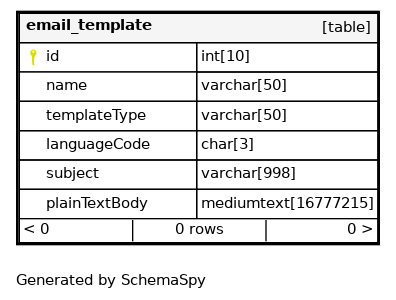 email_template [table]
id int[10]
name varchar[50]
templateType varchar[50]
languageCode char[3]
subject varchar[998]
plainTextBody mediumtext[16777215]
< 0 0 rows 0 >
Generated by SchemaSpy